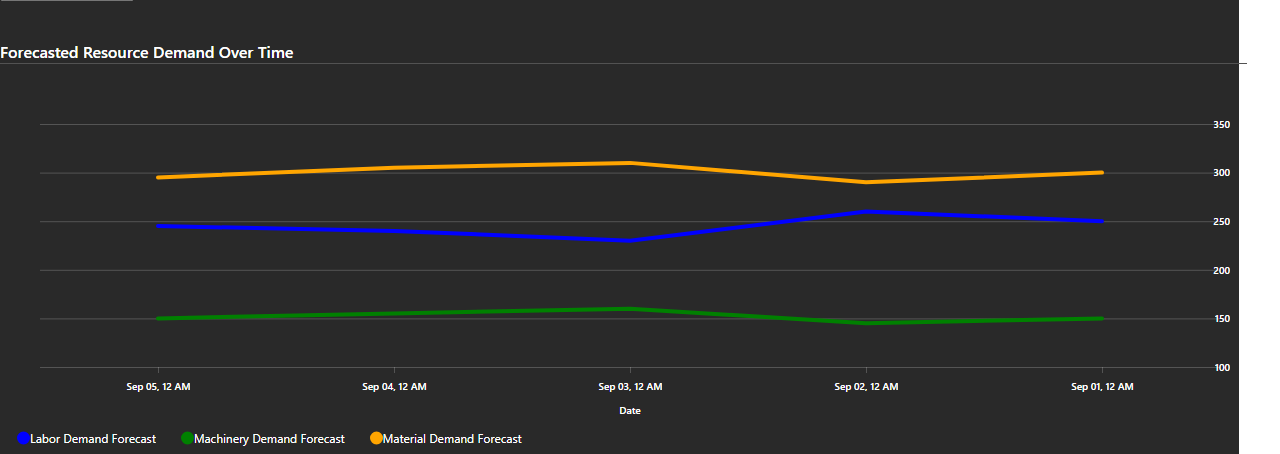 Forecasted Resource Demand Over Time
350
300
250
200
150
100
Sep 05, 12 AM Sep 04, 12 AM Sep 03, 12 AM Sep 02, 12 AM Sep 01, 12 AM
Date
Labor Demand Forecast Machinery Demand Forecast Material Demand Forecast